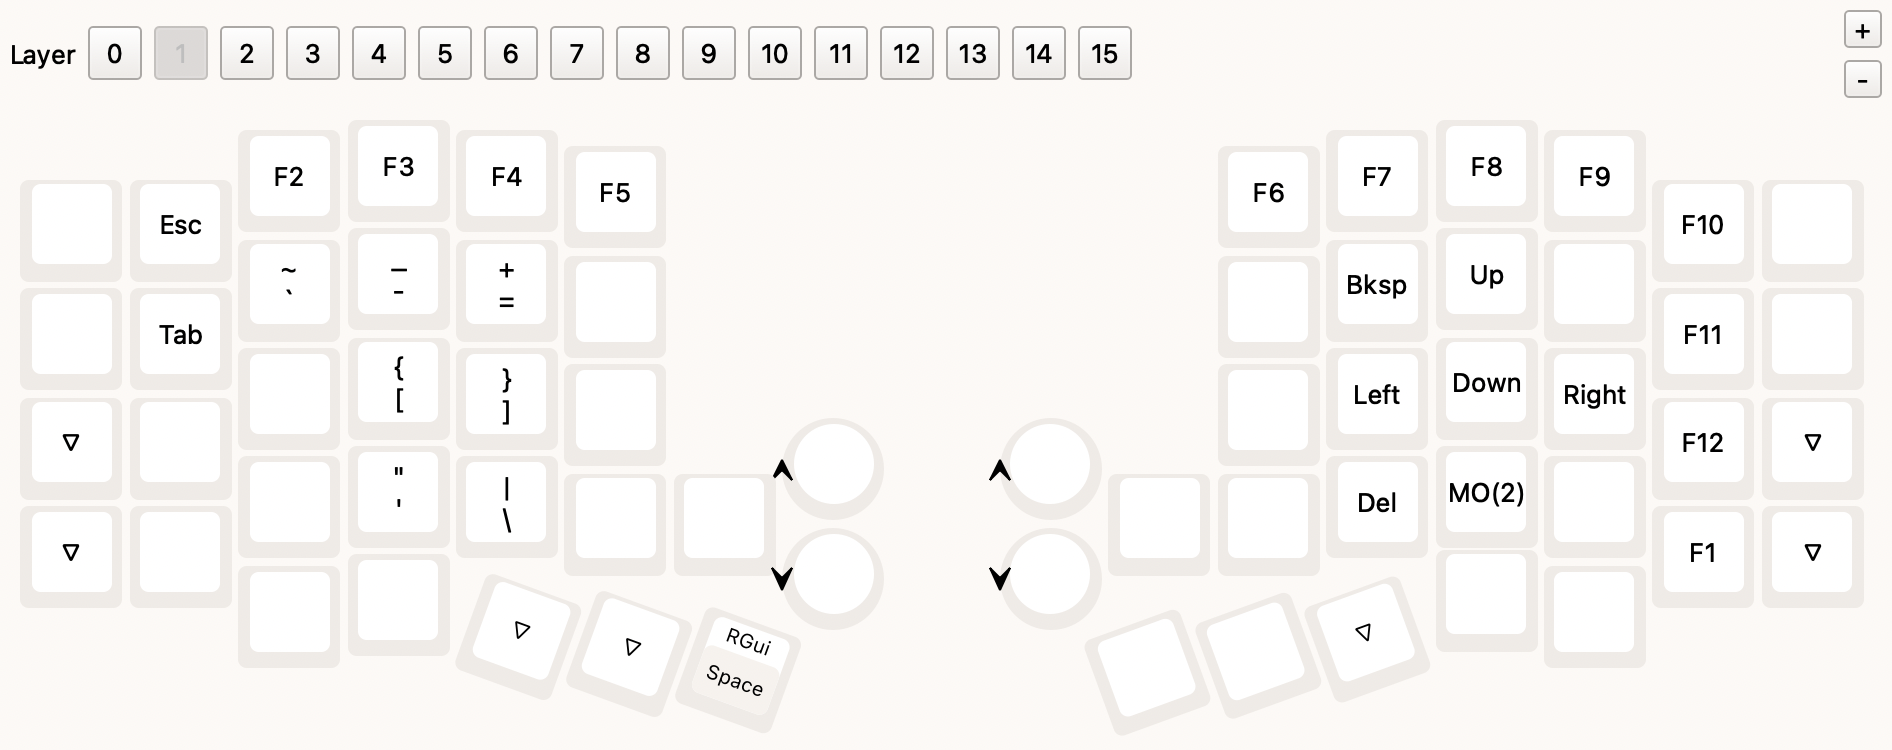 Layer 0 1 2 3 4 5 6 7 8 9 10 11 12 13 14 15
+
-
F2 F3 F4 F5
F6 F7 F8 F9
Esc
F10
~
`
_
-
+
=
Bksp Up
Tab
F11
{
[
}
]
Left Down Right
▽
F12 ▽
"
'
|
\
Del MO(2)
▽
F1 ▽
▽ ▽
RGui
Space
▽